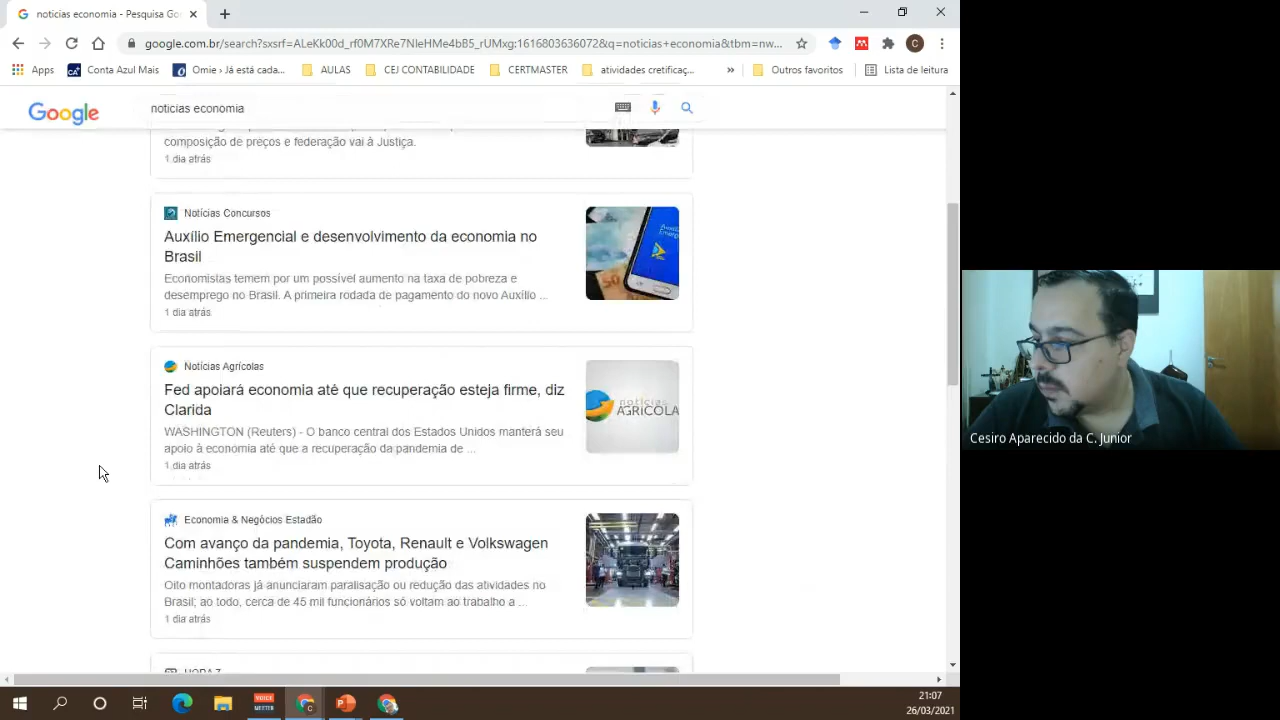 noticias economia - Pesquisa Go
google.com.br/search?sxsrf=ALeKk00d_rf0M7XRe7NleHMe4bB5_rUMxg:1616803636072&q=noticias+economia&tbm=nw...
C
Apps
Conta Azul Mais
Omie › Já está cada...
AULAS
CEJ CONTABILIDADE
CERTMASTER
atividades cretificaç...
»
Outros favoritos
Lista de leitura
Google
noticias economia
composição de preços e federação vai à Justiça.
1 dia atrás
Notícias Concursos
Auxílio Emergencial e desenvolvimento da economia no
Brasil
Economistas temem por um possível aumento na taxa de pobreza e
desemprego no Brasil. A primeira rodada de pagamento do novo Auxílio ...
1 dia atrás
Notícias Agrícolas
Fed apoiará economia até que recuperação esteja firme, diz
Clarida
WASHINGTON (Reuters) - O banco central dos Estados Unidos manterá seu
apoio à economia até que a recuperação da pandemia de ...
1 dia atrás
notícias
AGRÍCOLA
Economia & Negócios Estadão
Com avanço da pandemia, Toyota, Renault e Volkswagen
Caminhões também suspendem produção
Oito montadoras já anunciaram paralisação ou redução das atividades no
Brasil; ao todo, cerca de 45 mil funcionários só voltam ao trabalho a ...
1 dia atrás
Cesiro Aparecido da C. Junior
VOICE
MEETER
21:07
26/03/2021